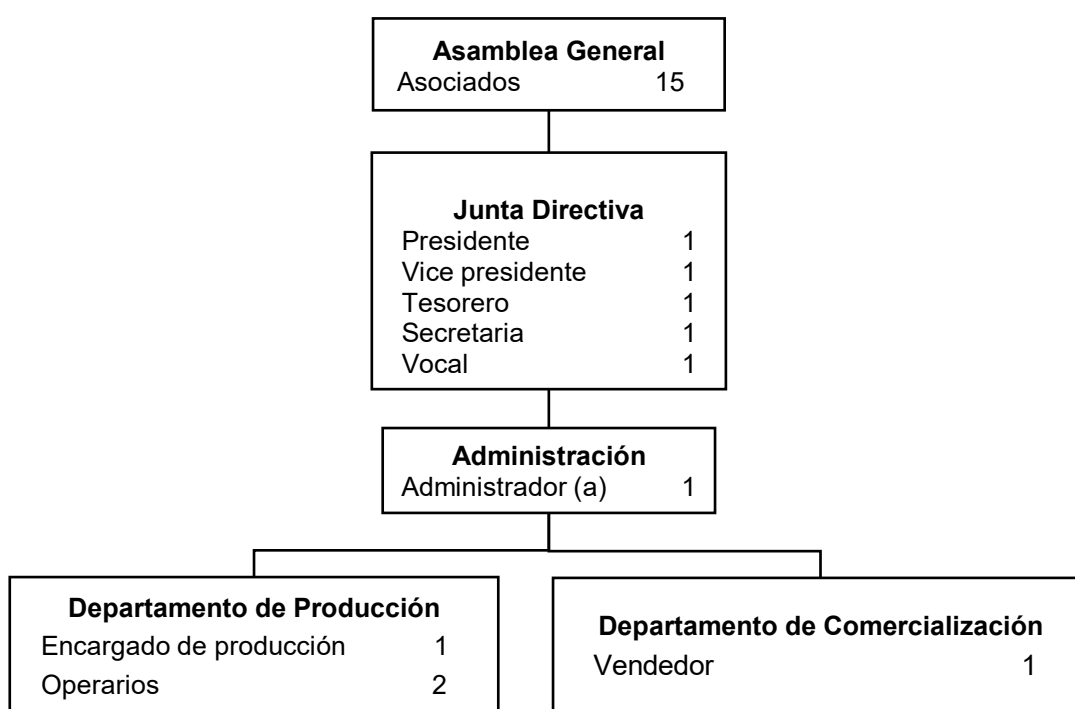 Asamblea General
Asociados 15
Junta Directiva
Presidente 1
Vice presidente 1
Tesorero 1
Secretaria 1
Vocal 1
Administración
Administrador (a) 1
Departamento de Producción
Encargado de producción 1
Operarios 2
Departamento de Comercialización
Vendedor 1